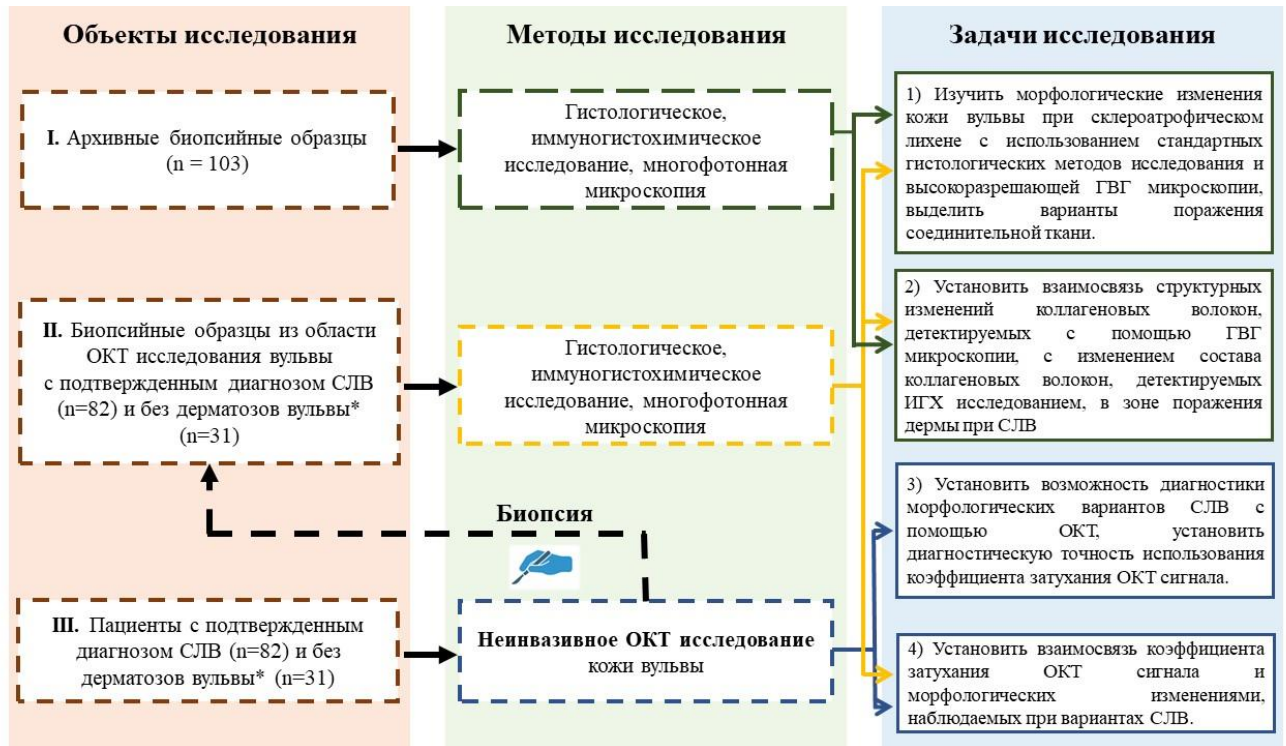 Объекты исследования
I. Архивные биопсийные образцы
(n = 103)
II. Биопсийные образцы из области
ОКТ исследования вульвы
с подтвержденным диагнозом СЛВ
(n=82) и без дерматозов вульвы*
(n=31)
III. Пациенты с подтвержденным
диагнозом СЛВ (n=82) и без
дерматозов вульвы* (n=31)
Методы исследования
Гистологическое,
иммуногистохимическое
исследование, многофотонная
микроскопия
Гистологическое,
иммуногистохимическое
исследование, многофотонная
микроскопия
Биопсия
Неинвазивное ОКТ исследование
кожи вульвы
Задачи исследования
1) Изучить морфологические изменения
кожи вульвы при склероатрофическом
лихене с использованием стандартных
гистологических методов исследования и
высокоразрешающей ГВГ микроскопии,
выделить варианты поражения
соединительной ткани.
2) Установить взаимосвязь структурных
изменений коллагеновых волокон,
детектируемых с помощью ГВГ
микроскопии, с изменением состава
коллагеновых волокон, детектируемых
ИГХ исследованием, в зоне поражения
дермы при СЛВ
3) Установить возможность диагностики
морфологических вариантов СЛВ с
помощью ОКТ, установить
диагностическую точность использования
коэффициента затухания ОКТ сигнала.
4) Установить взаимосвязь коэффициента
затухания ОКТ сигнала и
морфологических изменениями,
наблюдаемых при вариантах СЛВ.